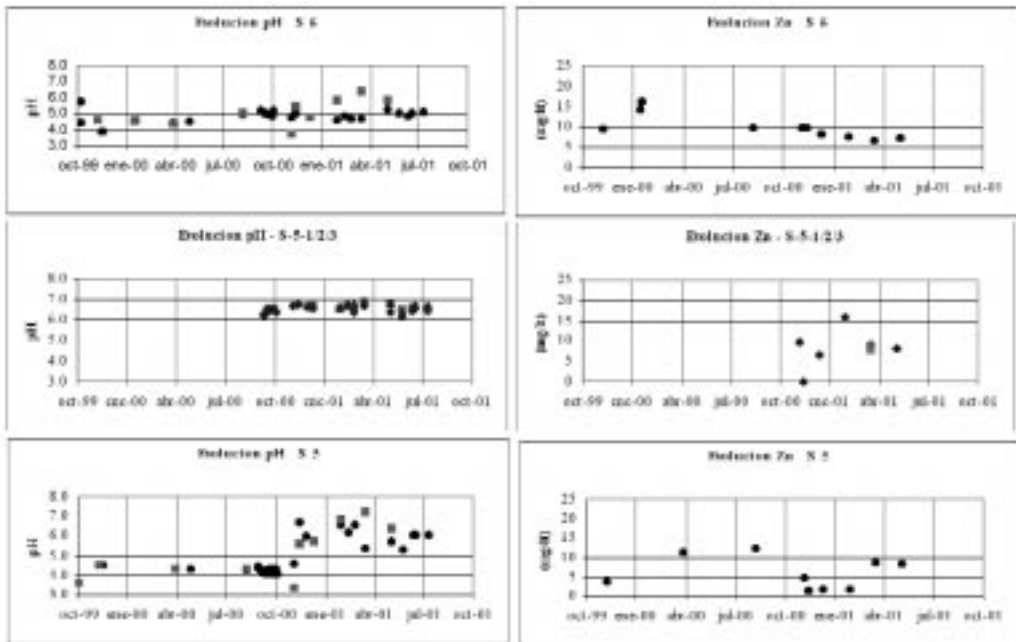 Evolucion pH S 6
8.0
7.0
6.0
5.0
4.0
3.0
pH
oct-99 ene-00 abr-00 jul-00 oct-00 ene-01 abr-01 jul-01 oct-01
Evolucion Zn S 6
25
20
15
10
5
0
oct-99 ene-00 abr-00 jul-00 oct-00 ene-01 abr-01 jul-01 oct-01
Evolucion pH - S-5-1/2/3
8.0
7.0
6.0
5.0
4.0
3.0
pH
oct-99 ene-00 abr-00 jul-00 oct-00 ene-01 abr-01 jul-01 oct-01
Evolucion Zn - S-5-1/2/3
25
20
15
10
5
0
oct-99 ene-00 abr-00 jul-00 oct-00 ene-01 abr-01 jul-01 oct-01
Evolucion pH S 5
8.0
7.0
6.0
5.0
4.0
3.0
pH
oct-99 ene-00 abr-00 jul-00 oct-00 ene-01 abr-01 jul-01 oct-01
Evolucion Zn S 5
25
20
15
10
5
0
oct-99 ene-00 abr-00 jul-00 oct-00 ene-01 abr-01 jul-01 oct-01